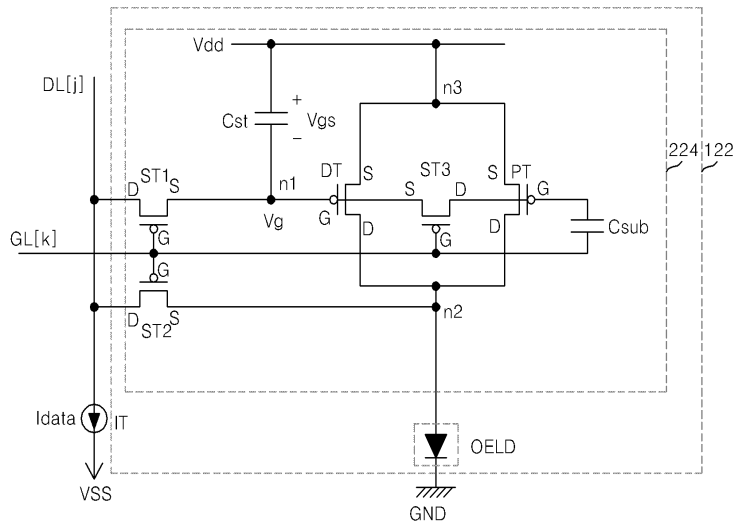 Vdd
DL[j]
n3
Cst
+
Vgs
−
224
122
ST1
DT
S
ST3
S
PT
D
S
n1
G
S
D
G
Vg
G
D
G
D
Csub
GL[k]
G
D
S
ST2
n2
Idata
IT
OELD
VSS
GND